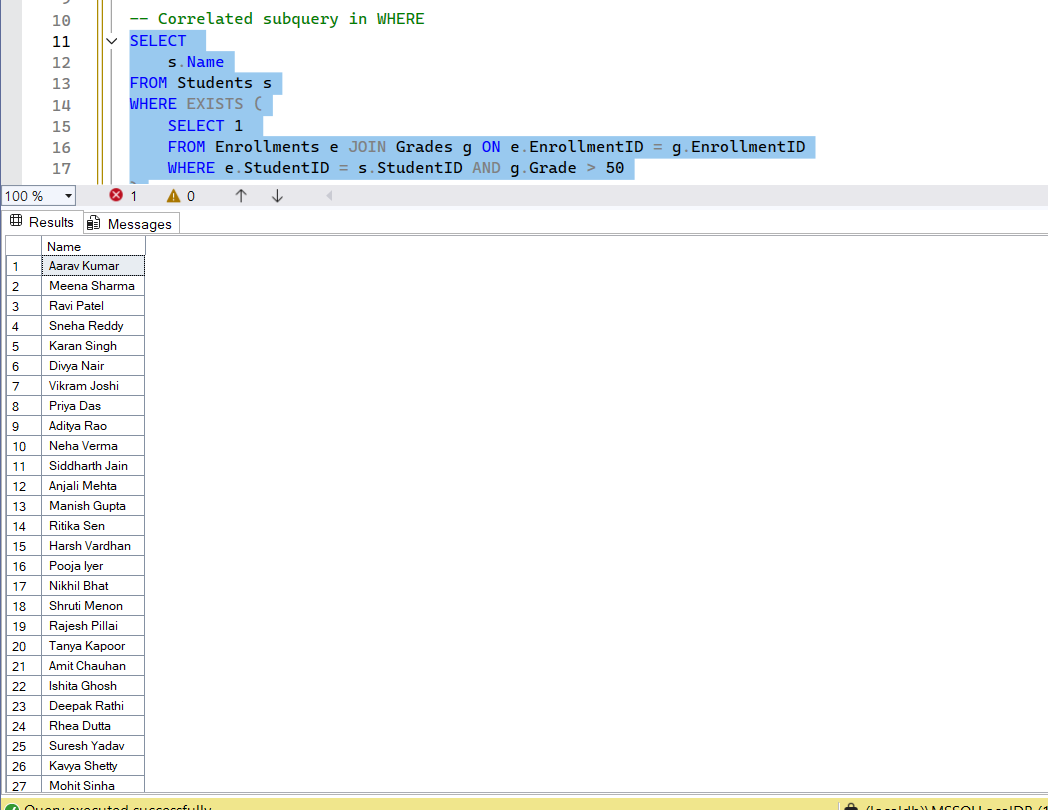 10 -- Correlated subquery in WHERE
11 SELECT
12 s.Name
13 FROM Students s
14 WHERE EXISTS (
15 SELECT 1
16 FROM Enrollments e JOIN Grades g ON e.EnrollmentID = g.EnrollmentID
17 WHERE e.StudentID = s.StudentID AND g.Grade > 50
100 % 1 0
Results Messages
Name
1 Aarav Kumar
2 Meena Sharma
3 Ravi Patel
4 Sneha Reddy
5 Karan Singh
6 Divya Nair
7 Vikram Joshi
8 Priya Das
9 Aditya Rao
10 Neha Verma
11 Siddharth Jain
12 Anjali Mehta
13 Manish Gupta
14 Ritika Sen
15 Harsh Vardhan
16 Pooja Iyer
17 Nikhil Bhat
18 Shruti Menon
19 Rajesh Pillai
20 Tanya Kapoor
21 Amit Chauhan
22 Ishita Ghosh
23 Deepak Rathi
24 Rhea Dutta
25 Suresh Yadav
26 Kavya Shetty
27 Mohit Sinha
Query executed successfully